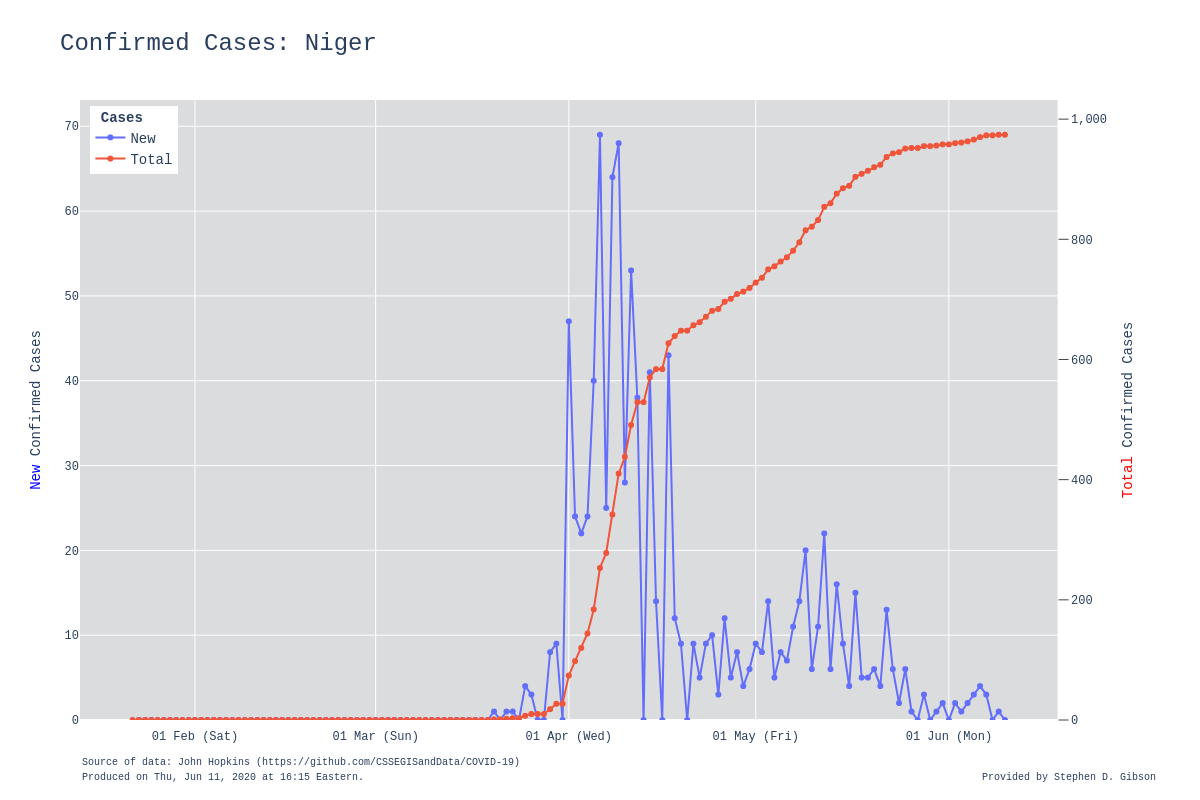 Confirmed Cases: Niger
Cases
New
Total
70
60
50
40
30
20
10
0
1,000
800
600
400
200
0
New Confirmed Cases
Total Confirmed Cases
01 Feb (Sat)
01 Mar (Sun)
01 Apr (Wed)
01 May (Fri)
01 Jun (Mon)
Source of data: John Hopkins (https://github.com/CSSEGISandData/COVID-19)
Produced on Thu, Jun 11, 2020 at 16:15 Eastern.
Provided by Stephen D. Gibson